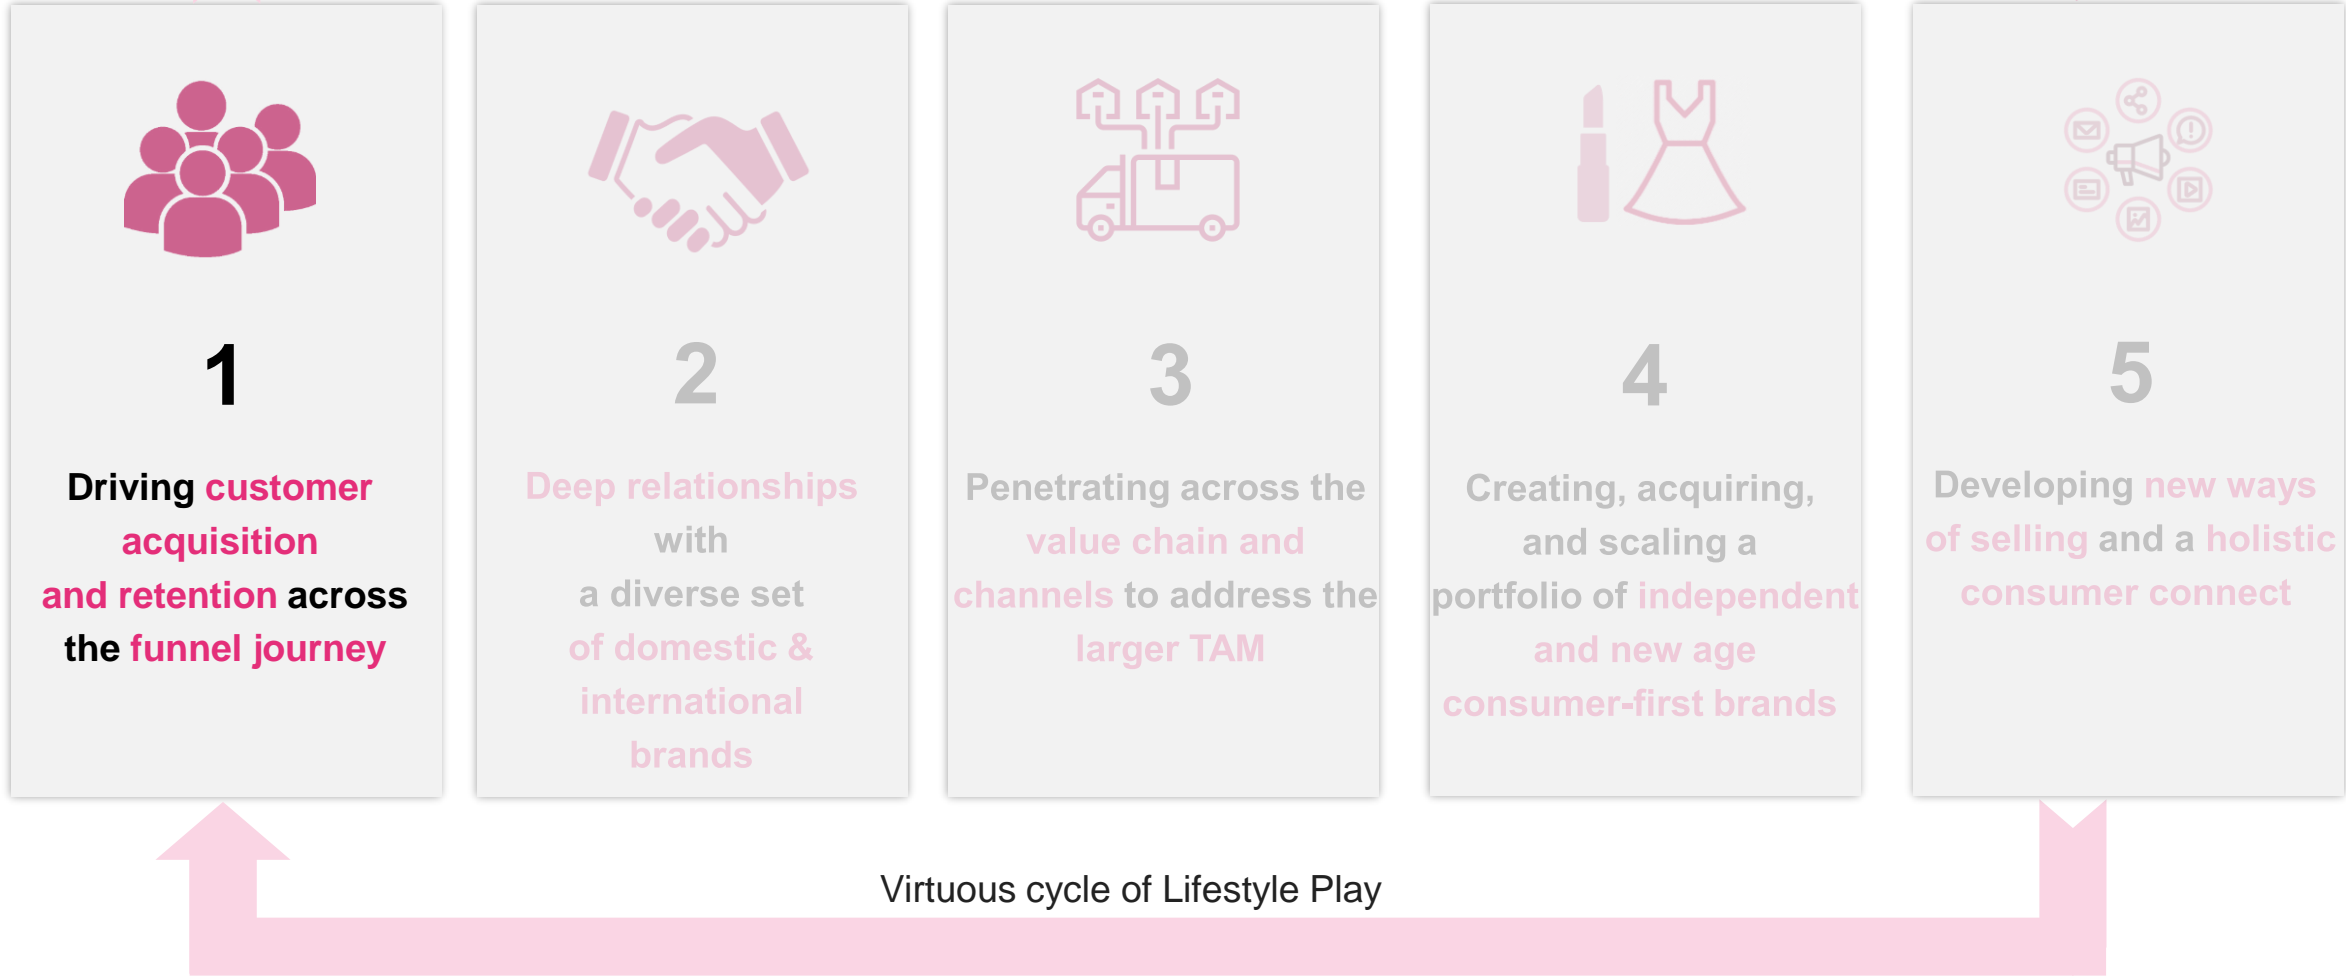 1
Driving customer
acquisition
and retention across
the funnel journey
2
Deep relationships
with
a diverse set
of domestic &
international
brands
3
Penetrating across the
value chain and
channels to address the
larger TAM
4
Creating, acquiring,
and scaling a
portfolio of independent
and new age
consumer-first brands
5
Developing new ways
of selling and a holistic
consumer connect
Virtuous cycle of Lifestyle Play